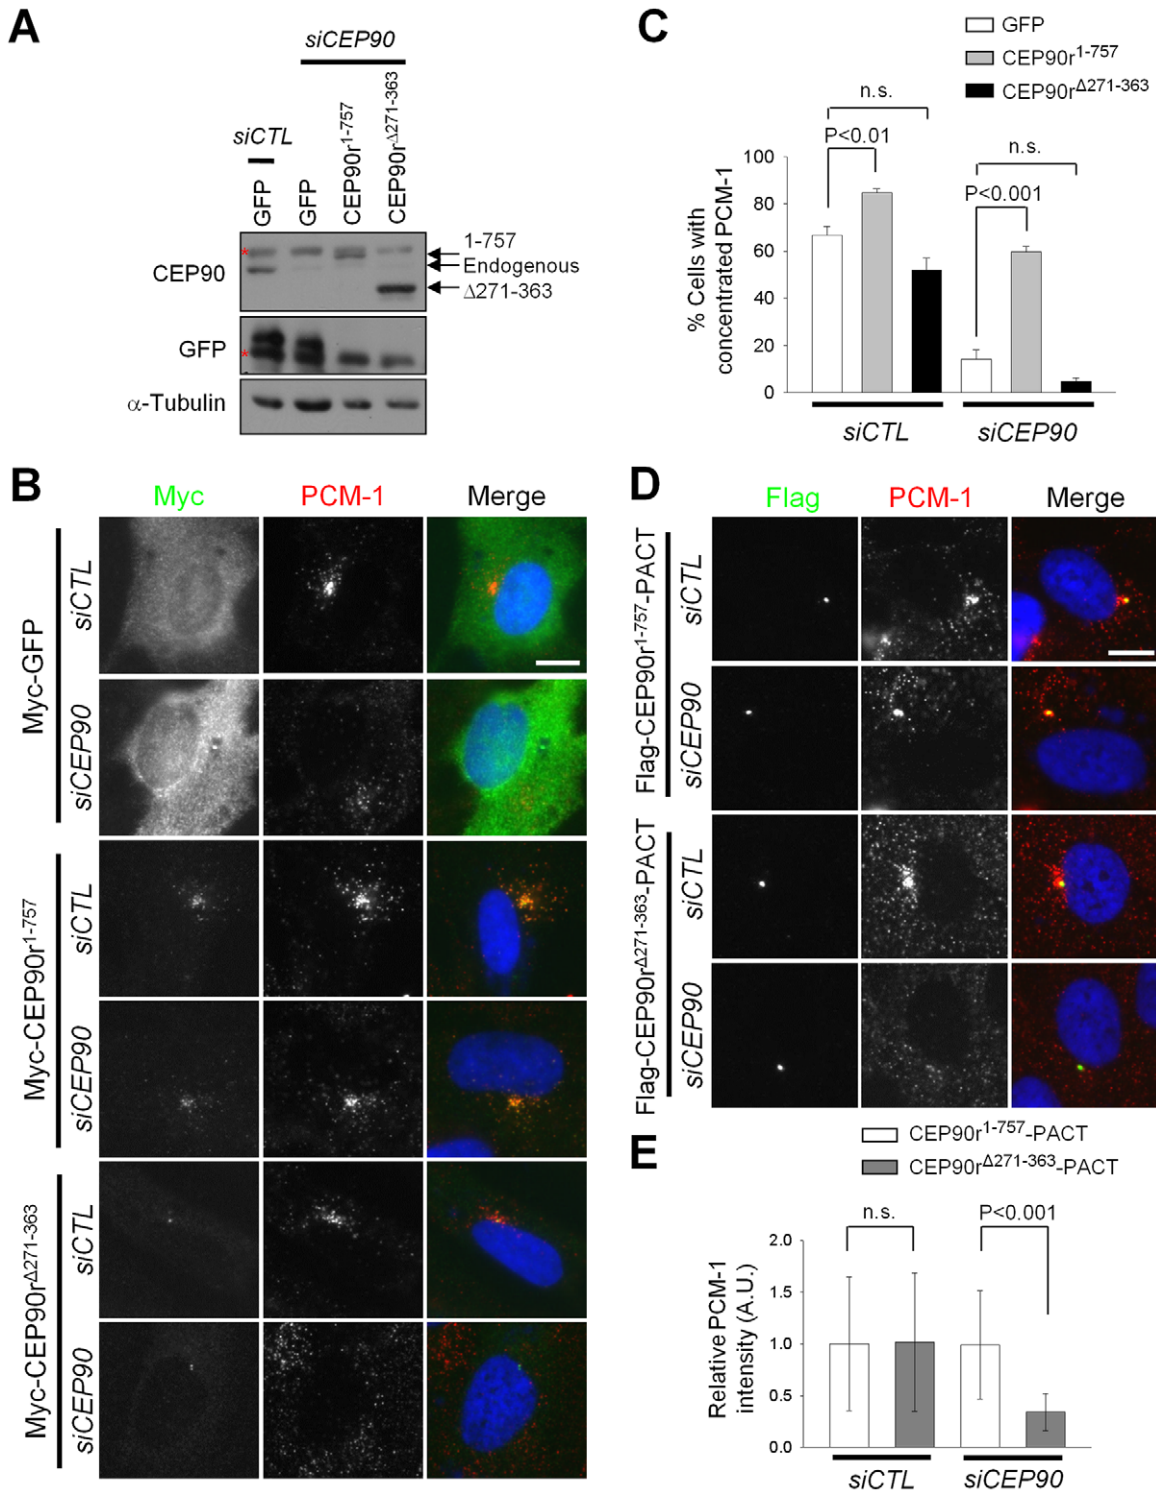 A
siCEP90
siCTL
GFP
GFP
CEP90r1-757
CEP90rΔ271-363
CEP90
*
1-757
Endogenous
Δ271-363
GFP
*
α-Tubulin
C
GFP
CEP90r1-757
CEP90rΔ271-363
n.s.
P<0.01
n.s.
P<0.001
% Cells with
concentrated PCM-1
100
80
60
40
20
0
siCTL
siCEP90
B
Myc
PCM-1
Merge
Myc-GFP
siCTL
siCEP90
Myc-CEP90r1-757
siCTL
siCEP90
Myc-CEP90rΔ271-363
siCTL
siCEP90
D
Flag
PCM-1
Merge
Flag-CEP90r1-757-PACT
siCTL
siCEP90
Flag-CEP90rΔ271-363-PACT
siCTL
siCEP90
E
CEP90r1-757-PACT
CEP90rΔ271-363-PACT
n.s.
P<0.001
Relative PCM-1
intensity (A.U.)
2.0
1.5
1.0
0.5
0.0
siCTL
siCEP90